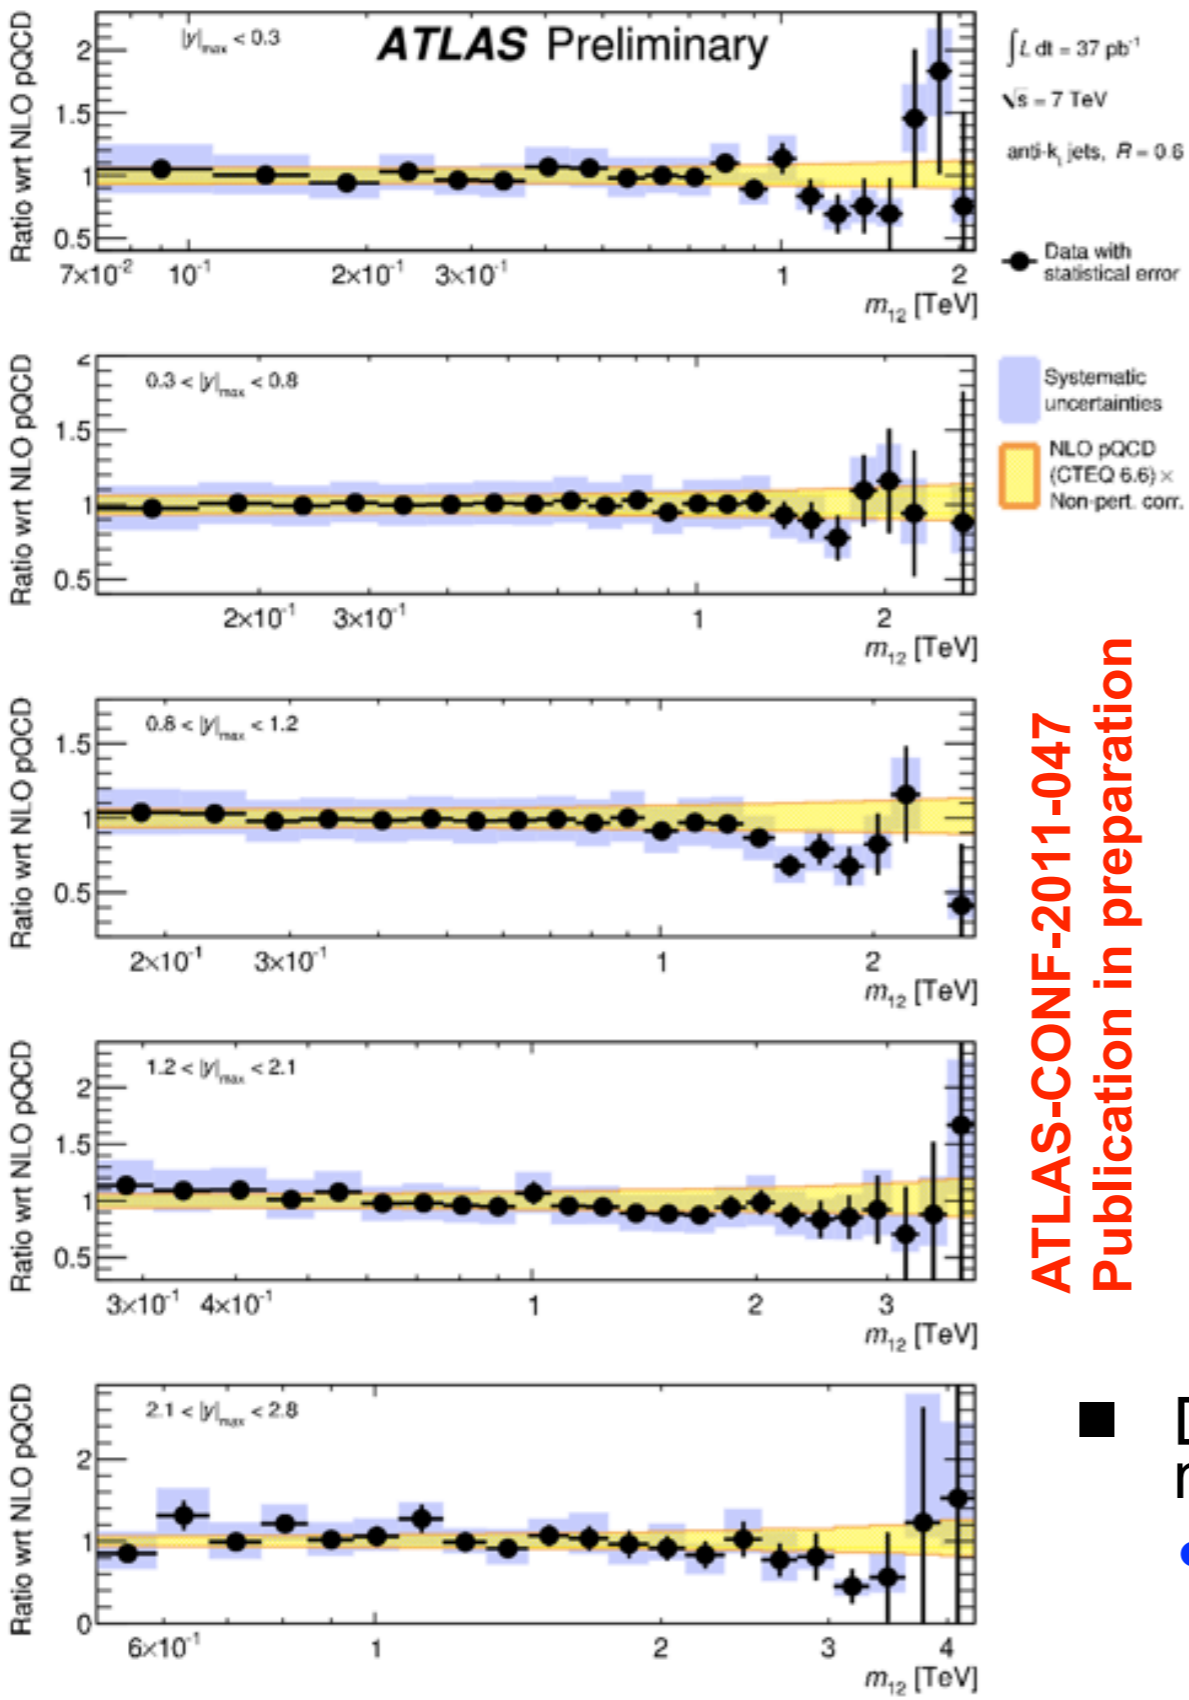 |y|max < 0.3
ATLAS Preliminary
Ratio wrt NLO pQCD
2
1.5
1
0.5
7×10⁻² 10⁻¹ 2×10⁻¹ 3×10⁻¹ 1 2
m₁₂ [TeV]
∫L dt = 37 pb⁻¹
√s = 7 TeV
anti-kₜ jets, R = 0.6
Data with
statistical error
Systematic
uncertainties
NLO pQCD
(CTEQ 6.6)×
Non-pert. corr.
0.3 < |y|max < 0.8
Ratio wrt NLO pQCD
2
1.5
1
0.5
2×10⁻¹ 3×10⁻¹ 1 2
m₁₂ [TeV]
0.8 < |y|max < 1.2
Ratio wrt NLO pQCD
1.5
1
0.5
2×10⁻¹ 3×10⁻¹ 1 2
m₁₂ [TeV]
ATLAS-CONF-2011-047
Publication in preparation
1.2 < |y|max < 2.1
Ratio wrt NLO pQCD
2
1.5
1
0.5
3×10⁻¹ 4×10⁻¹ 1 2 3
m₁₂ [TeV]
2.1 < |y|max < 2.8
Ratio wrt NLO pQCD
2
1
0
6×10⁻¹ 1 2 3 4
m₁₂ [TeV]